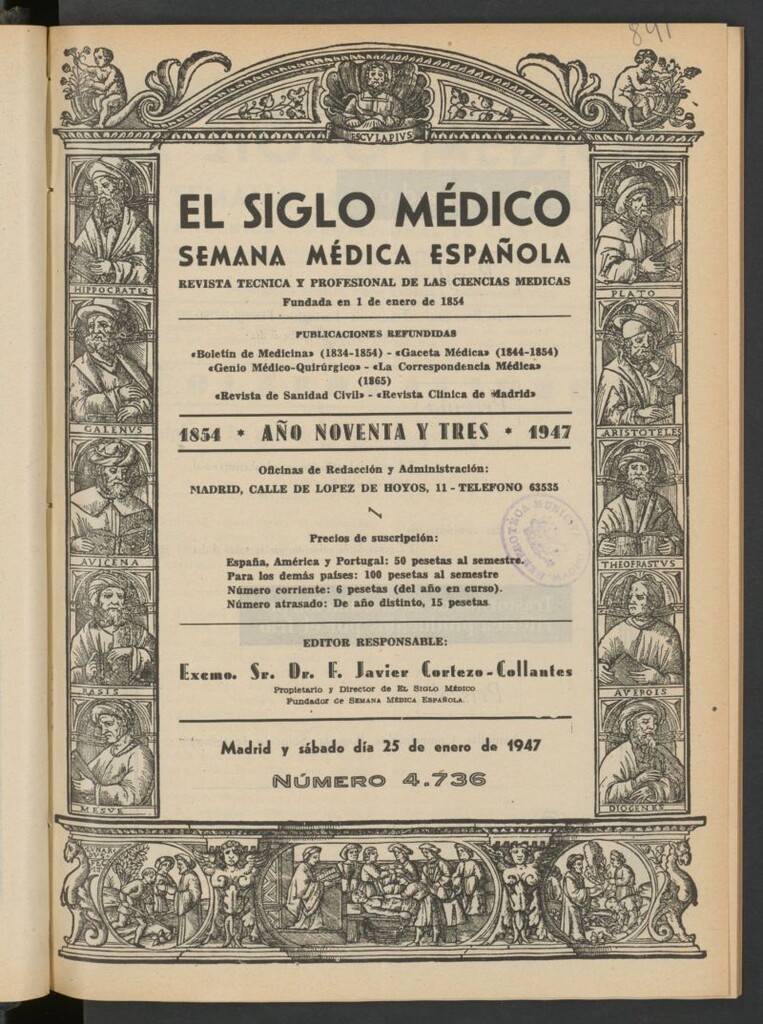 841
ESCVLAPIVS
EL SIGLO MÉDICO
SEMANA MÉDICA ESPAÑOLA
REVISTA TECNICA Y PROFESIONAL DE LAS CIENCIAS MEDICAS
Fundada en 1 de enero de 1854
PUBLICACIONES REFUNDIDAS
«Boletín de Medicina» (1834-1854) - «Gaceta Médica» (1844-1854)
«Genio Médico-Quirúrgico» - «La Correspondencia Médica»
(1865)
«Revista de Sanidad Civil» - «Revista Clínica de Madrid»
1854 * AÑO NOVENTA Y TRES * 1947
Oficinas de Redacción y Administración:
MADRID, CALLE DE LOPEZ DE HOYOS, 11 - TELEFONO 63535
Precios de suscripción:
España, América y Portugal: 50 pesetas al semestre.
Para los demás países: 100 pesetas al semestre
Número corriente: 6 pesetas (del año en curso).
Número atrasado: De año distinto, 15 pesetas
EDITOR RESPONSABLE:
Excmo. Sr. Dr. F. Javier Cortezo-Collantes
Propietario y Director de EL SIGLO MÉDICO
Fundador de SEMANA MÉDICA ESPAÑOLA
Madrid y sábado día 25 de enero de 1947
NÚMERO 4.736
HIPPOCRATES
GALENVS
AVICENA
RASIS
MESVE
PLATO
ARISTOTELES
THEOFRASTVS
AVEROIS
DIOGENES